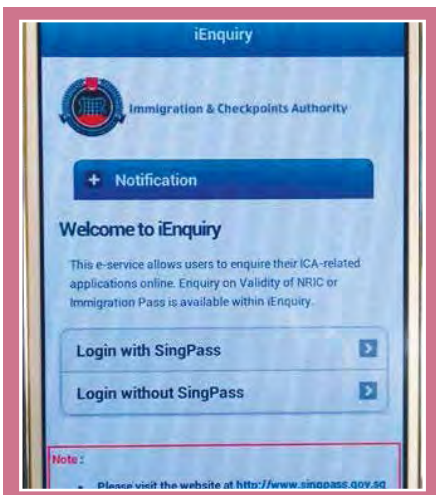 iEnquiry
Immigration & Checkpoints Authority
+ Notification
Welcome to iEnquiry
This e-service allows users to enquire their ICA-related
applications online. Enquiry on Validity of NRIC or
Immigration Pass is available within iEnquiry.
Login with SingPass
Login without SingPass
Note :
• Please visit the website at http://www.singpass.gov.sg